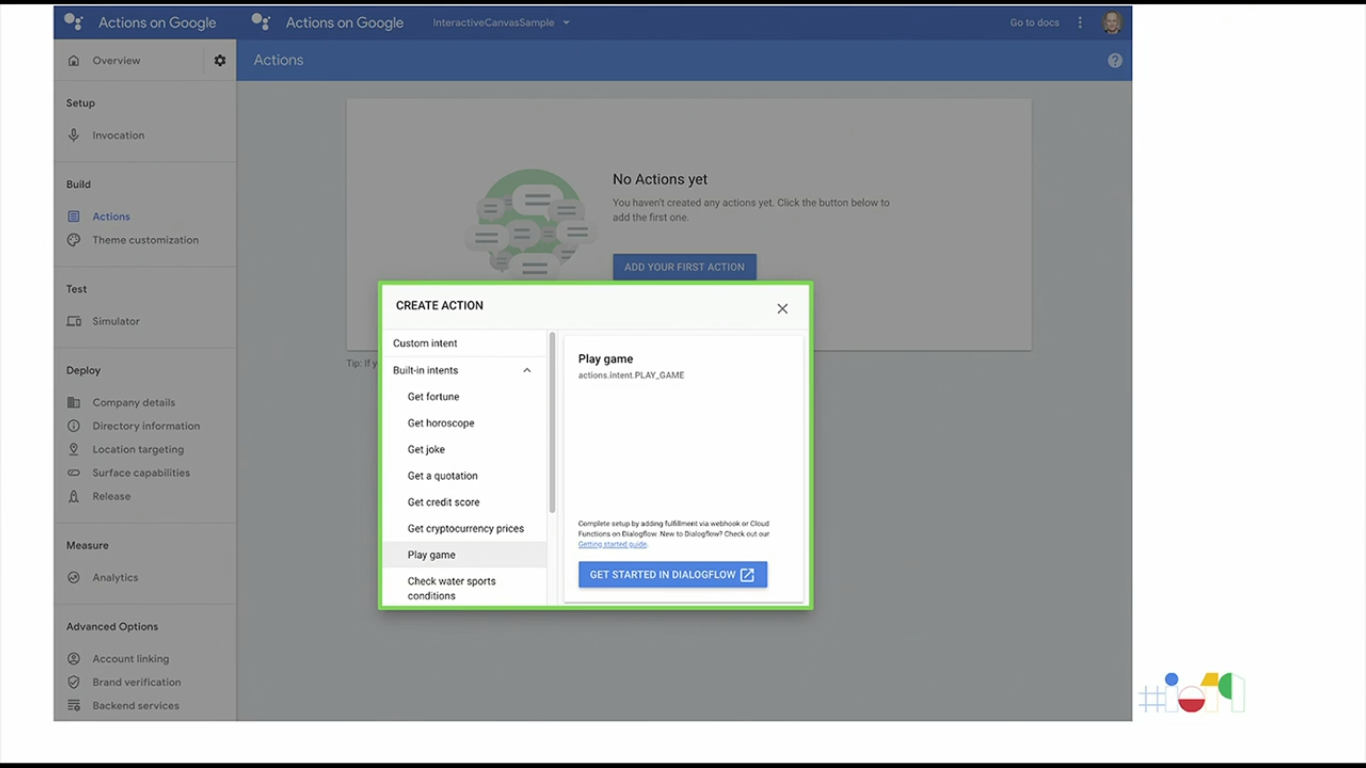 Actions on Google
Actions on Google
InteractiveCanvasSample
Go to docs
Overview
Actions
Setup
Invocation
Build
Actions
Theme customization
Test
Simulator
Deploy
Company details
Directory information
Location targeting
Surface capabilities
Release
Measure
Analytics
Advanced Options
Account linking
Brand verification
Backend services
No Actions yet
You haven't created any actions yet. Click the button below to
add the first one.
ADD YOUR FIRST ACTION
Tip: If
CREATE ACTION
Custom intent
Built-in intents
Get fortune
Get horoscope
Get joke
Get a quotation
Get credit score
Get cryptocurrency prices
Play game
Check water sports
conditions
Play game
actions.intent.PLAY_GAME
Complete setup by adding fulfillment via webhook or Cloud
Functions on Dialogflow. New to Dialogflow? Check out our
Getting started guide.
GET STARTED IN DIALOGFLOW
#io19